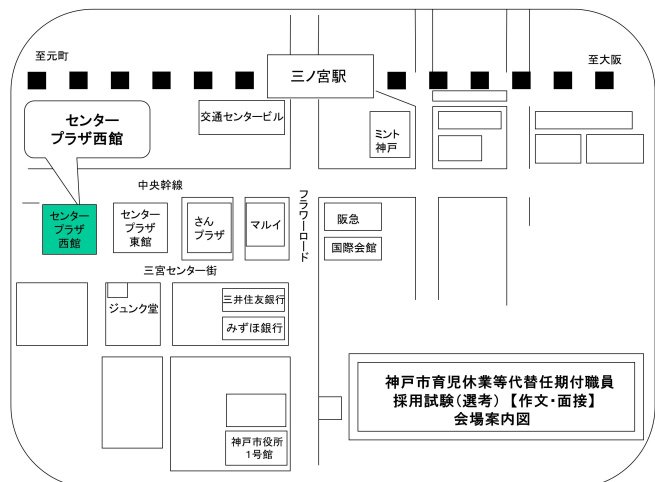 至元町
三ノ宮駅
至大阪
センター
プラザ西館
交通センタービル
ミント
神戸
中央幹線
センター
プラザ
西館
センター
プラザ
東館
さん
プラザ
マルイ
フラワーロード
阪急
国際会館
三宮センター街
ジュンク堂
三井住友銀行
みずほ銀行
神戸市育児休業等代替任期付職員
採用試験(選考)【作文・面接】
会場案内図
神戸市役所
1号館